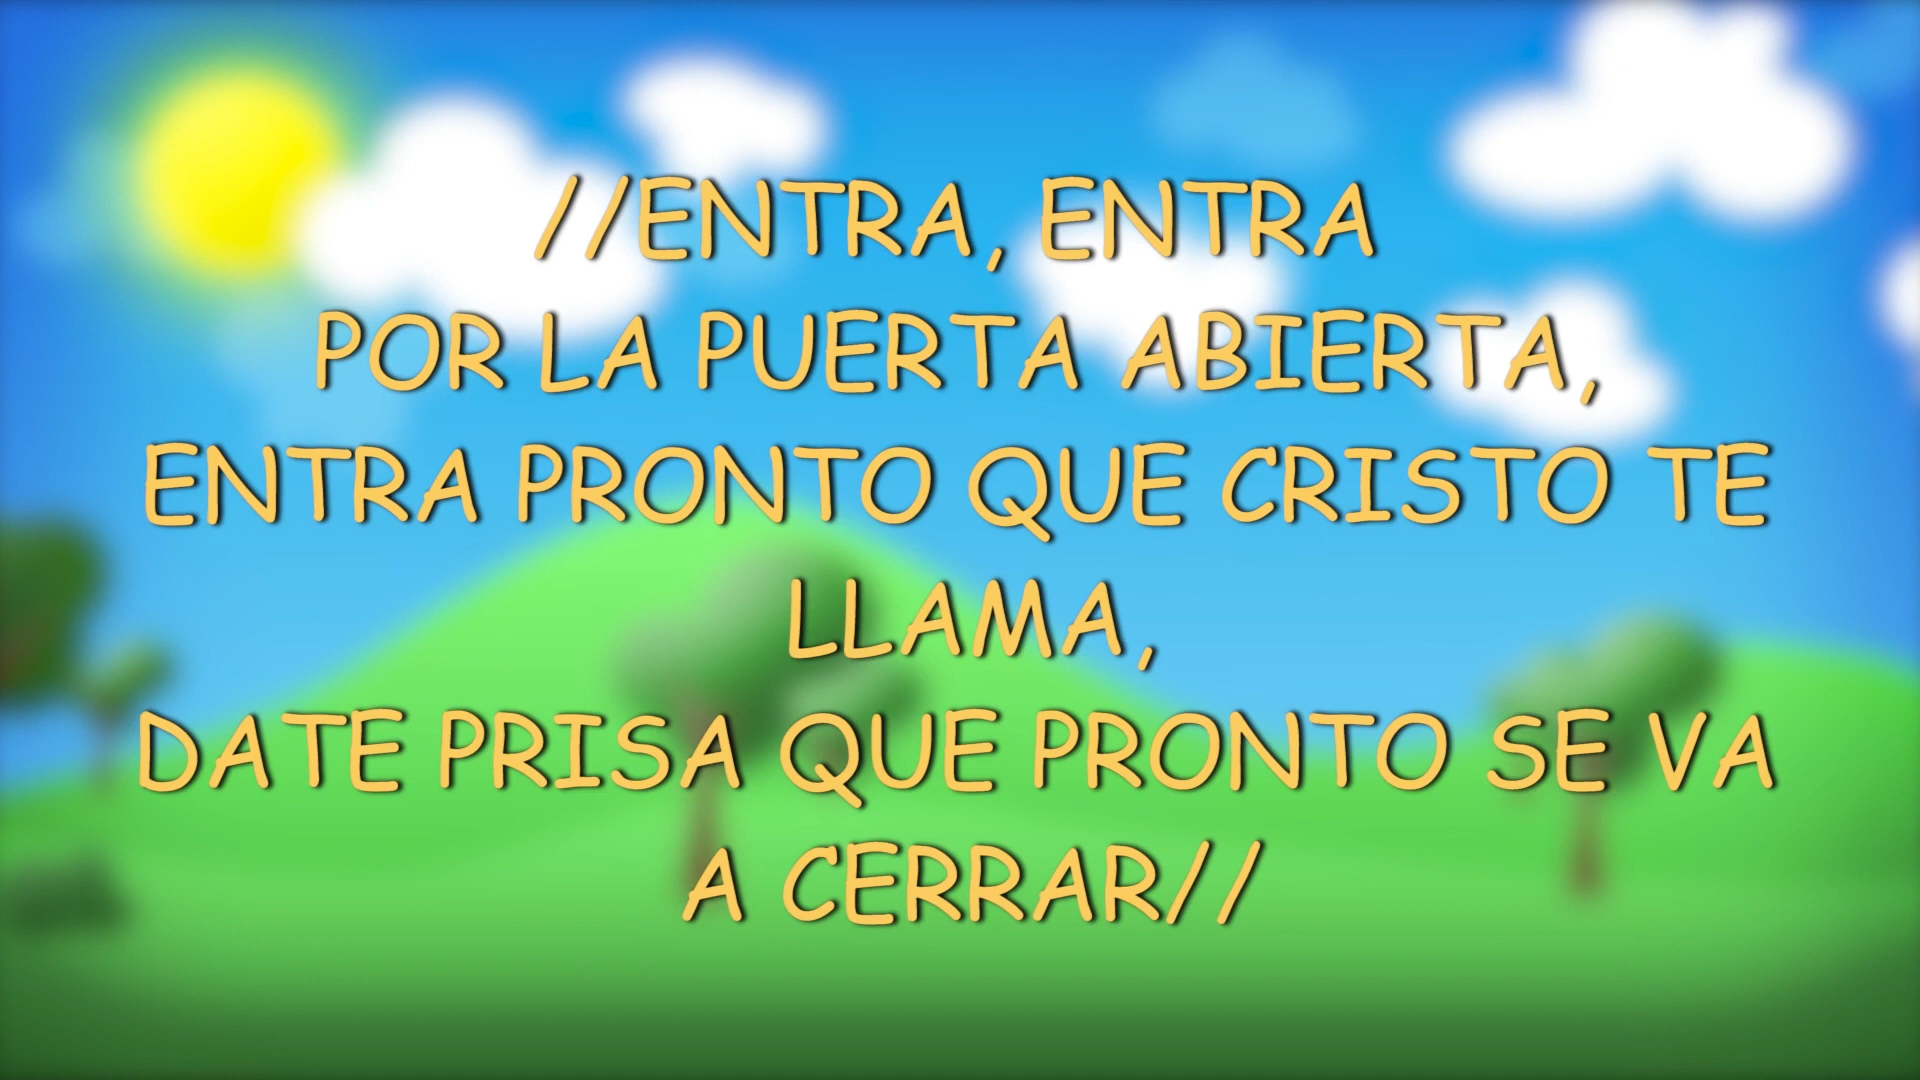 //ENTRA, ENTRA
POR LA PUERTA ABIERTA,
ENTRA PRONTO QUE CRISTO TE
LLAMA,
DATE PRISA QUE PRONTO SE VA
A CERRAR//